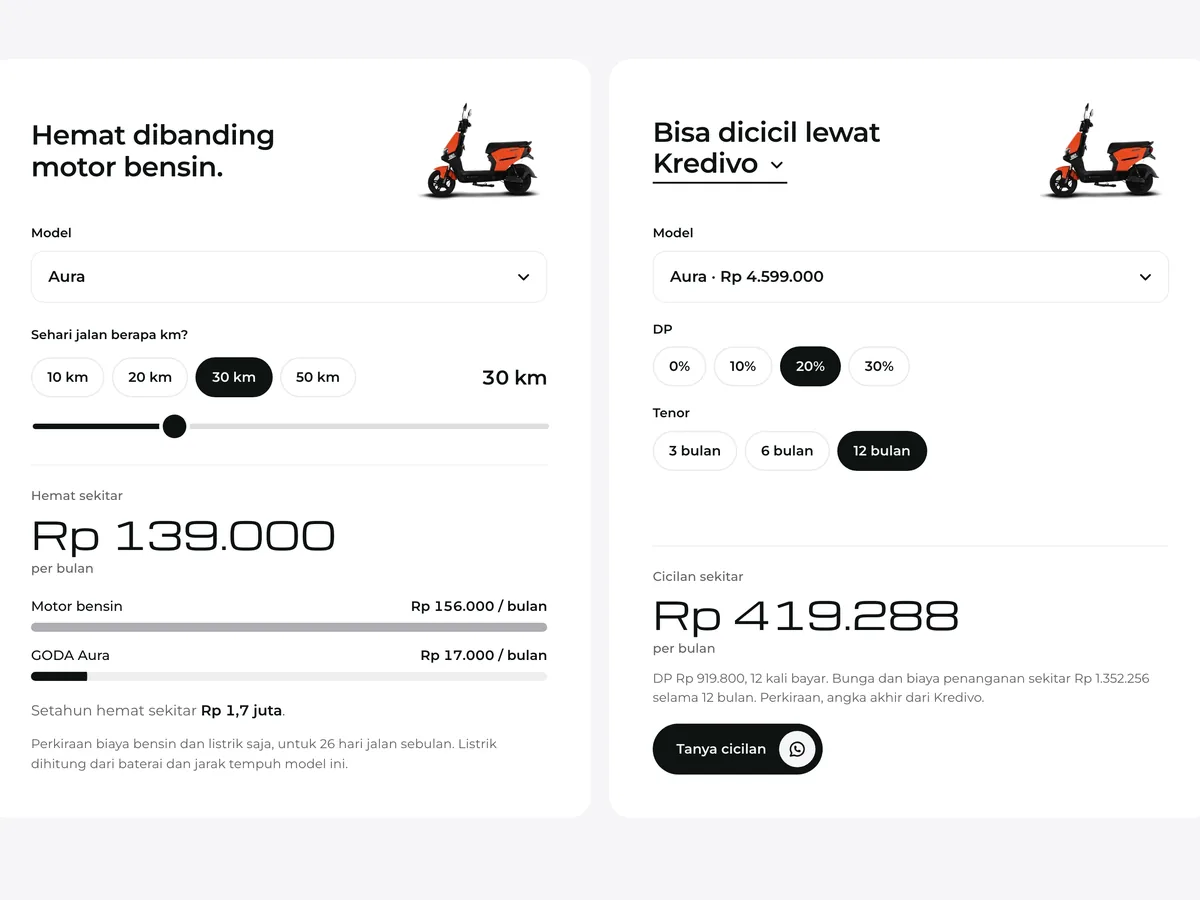 Hemat dibanding
motor bensin.
Model
Aura
Sehari jalan berapa km?
10 km
20 km
30 km
50 km
30 km
Hemat sekitar
Rp 139.000
per bulan
Motor bensin
Rp 156.000 / bulan
GODA Aura
Rp 17.000 / bulan
Setahun hemat sekitar Rp 1,7 juta.
Perkiraan biaya bensin dan listrik saja, untuk 26 hari jalan sebulan. Listrik
dihitung dari baterai dan jarak tempuh model ini.
Bisa dicicil lewat
Kredivo
Model
Aura · Rp 4.599.000
DP
0%
10%
20%
30%
Tenor
3 bulan
6 bulan
12 bulan
Cicilan sekitar
Rp 419.288
per bulan
DP Rp 919.800, 12 kali bayar. Bunga dan biaya penanganan sekitar Rp 1.352.256
selama 12 bulan. Perkiraan, angka akhir dari Kredivo.
Tanya cicilan